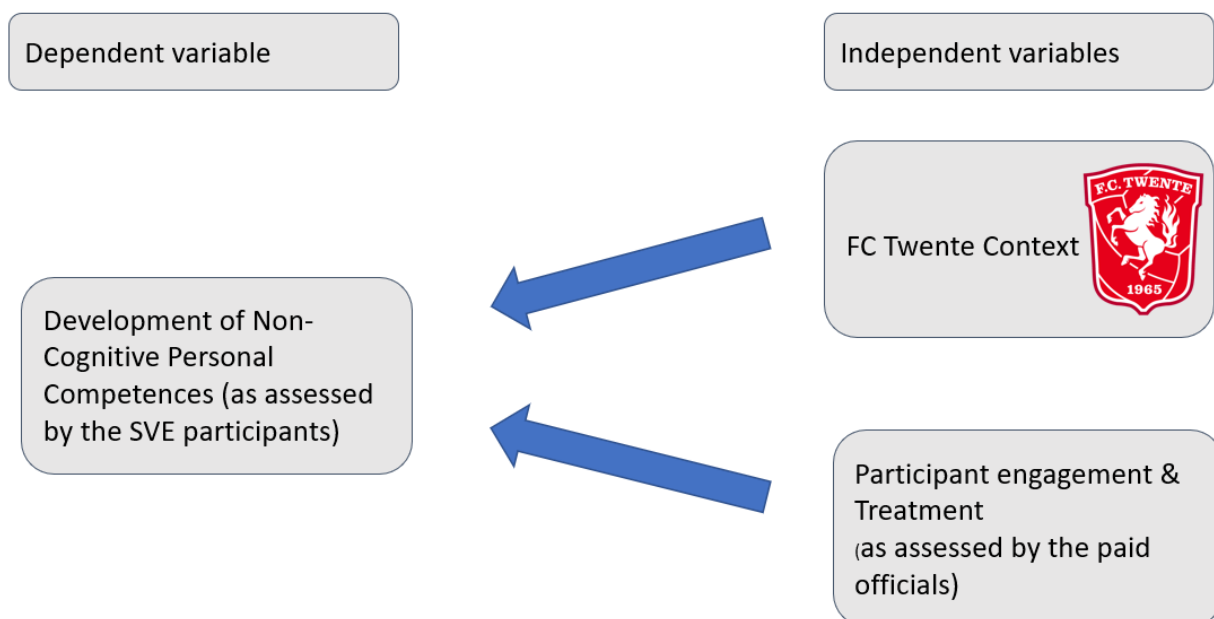 Dependent variable
Independent variables
F.C. TWENTE
FC Twente Context
1965
Development of Non-
Cognitive Personal
Competences (as assessed
by the SVE participants)
Participant engagement &
Treatment
(as assessed by the paid
officials)